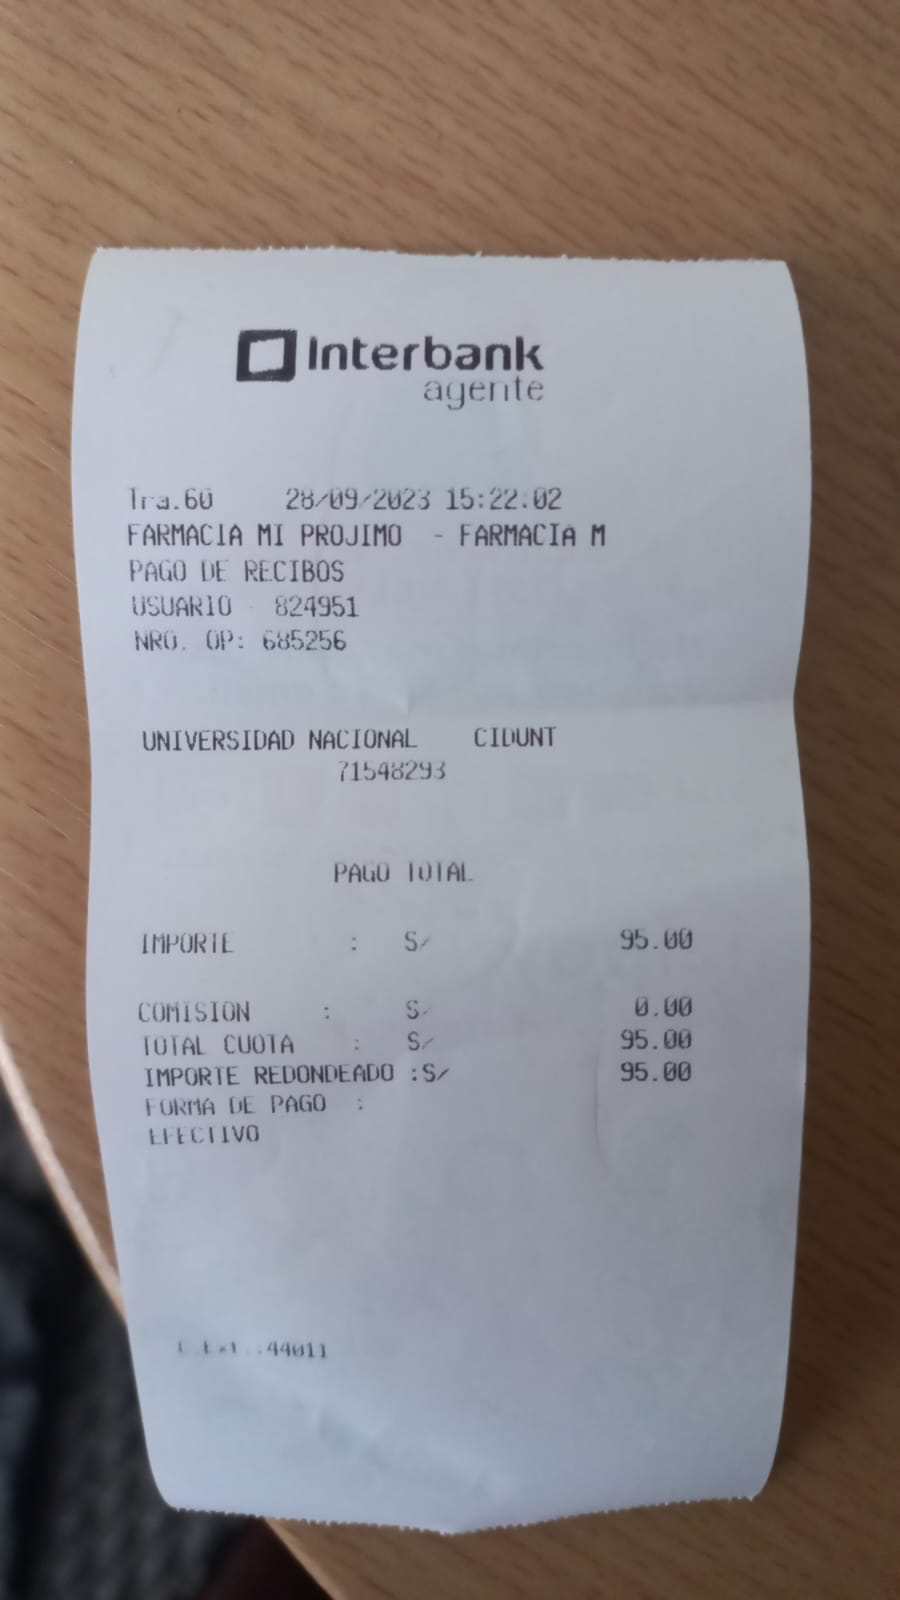 Interbank
agente
Tra.60 28/09/2023 15:22:02
FARMACIA MI PROJIMO - FARMACIA M
PAGO DE RECIBOS
USUARIO 824951
NRO. OP: 685256
UNIVERSIDAD NACIONAL CIDUNT
71548293
PAGO TOTAL
IMPORTE : S/ 95.00
COMISION : S/ 0.00
TOTAL CUOTA : S/ 95.00
IMPORTE REDONDEADO :S/ 95.00
FORMA DE PAGO :
EFECTIVO
44011